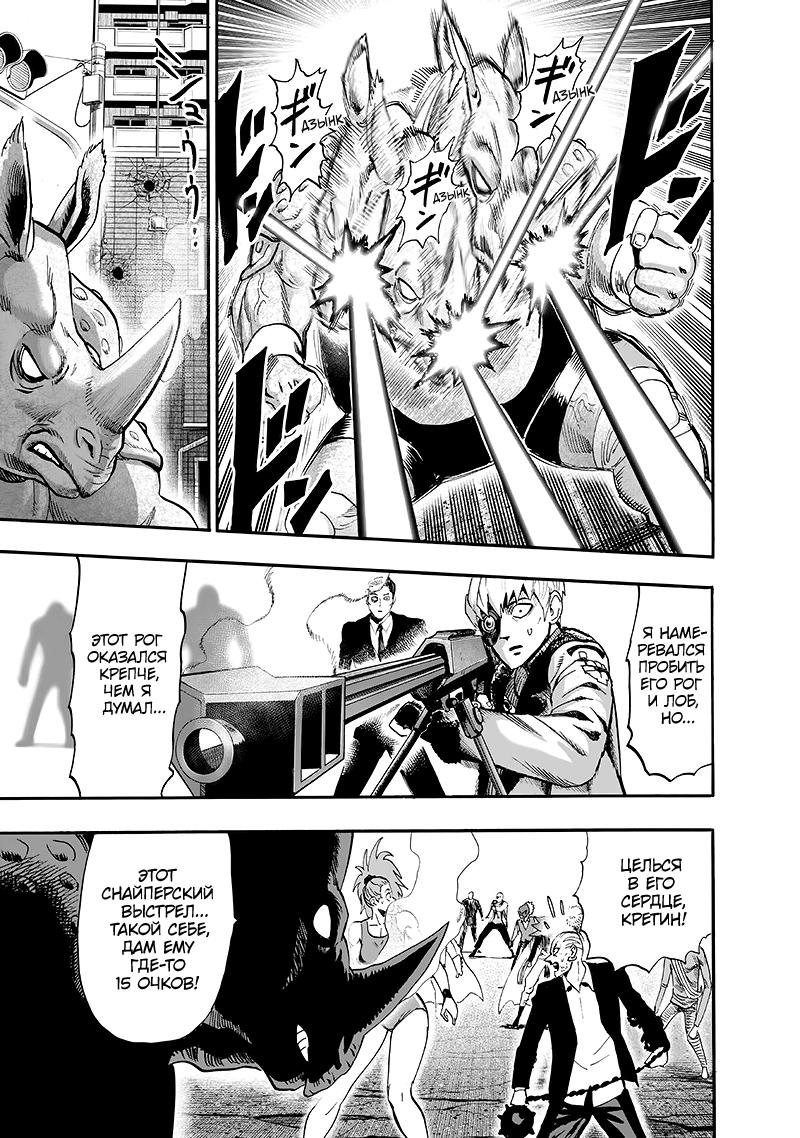 ドン
ギン
ДЗЫНК
ギン
ДЗЫНК
ギン
ДЗЫНК
ドン
ドン
Я НАМЕ-
РЕВАЛСЯ
ПРОБИТЬ
ЕГО РОГ
И ЛОБ,
НО...
ЭТОТ РОГ
ОКАЗАЛСЯ
КРЕПЧЕ,
ЧЕМ Я
ДУМАЛ...
ЦЕЛЬСЯ
В ЕГО
СЕРДЦЕ,
КРЕТИН!
ЭТОТ
СНАЙПЕРСКИЙ
ВЫСТРЕЛ...
ТАКОЙ СЕБЕ,
ДАМ ЕМУ
ГДЕ-ТО
15 ОЧКОВ!